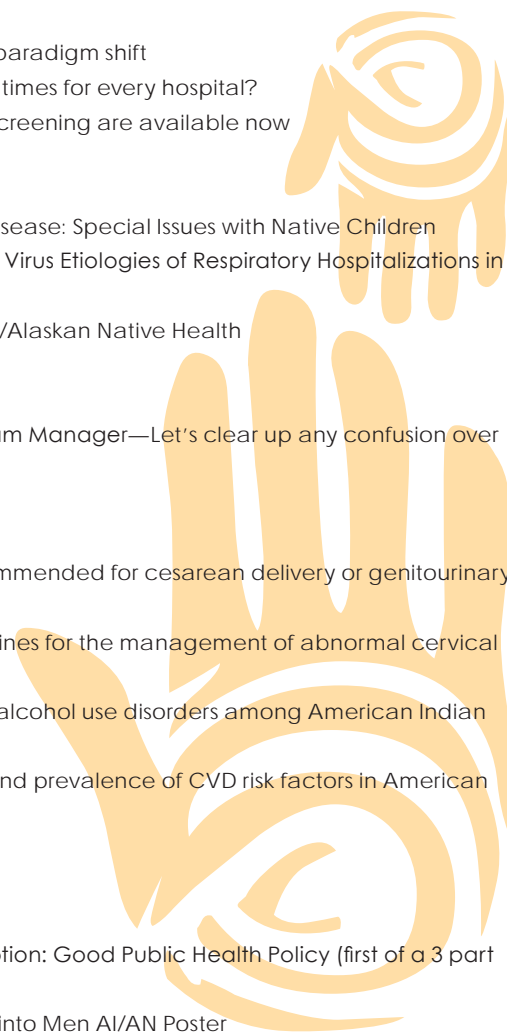 paradigm shift
times for every hospital?
creening are available now
sease: Special Issues with Native Children
Virus Etiologies of Respiratory Hospitalizations in
/Alaskan Native Health
m Manager—Let’s clear up any confusion over
mmended for cesarean delivery or genitourinary
ines for the management of abnormal cervical
alcohol use disorders among American Indian
nd prevalence of CVD risk factors in American
tion: Good Public Health Policy (first of a 3 part
into Men AI/AN Poster